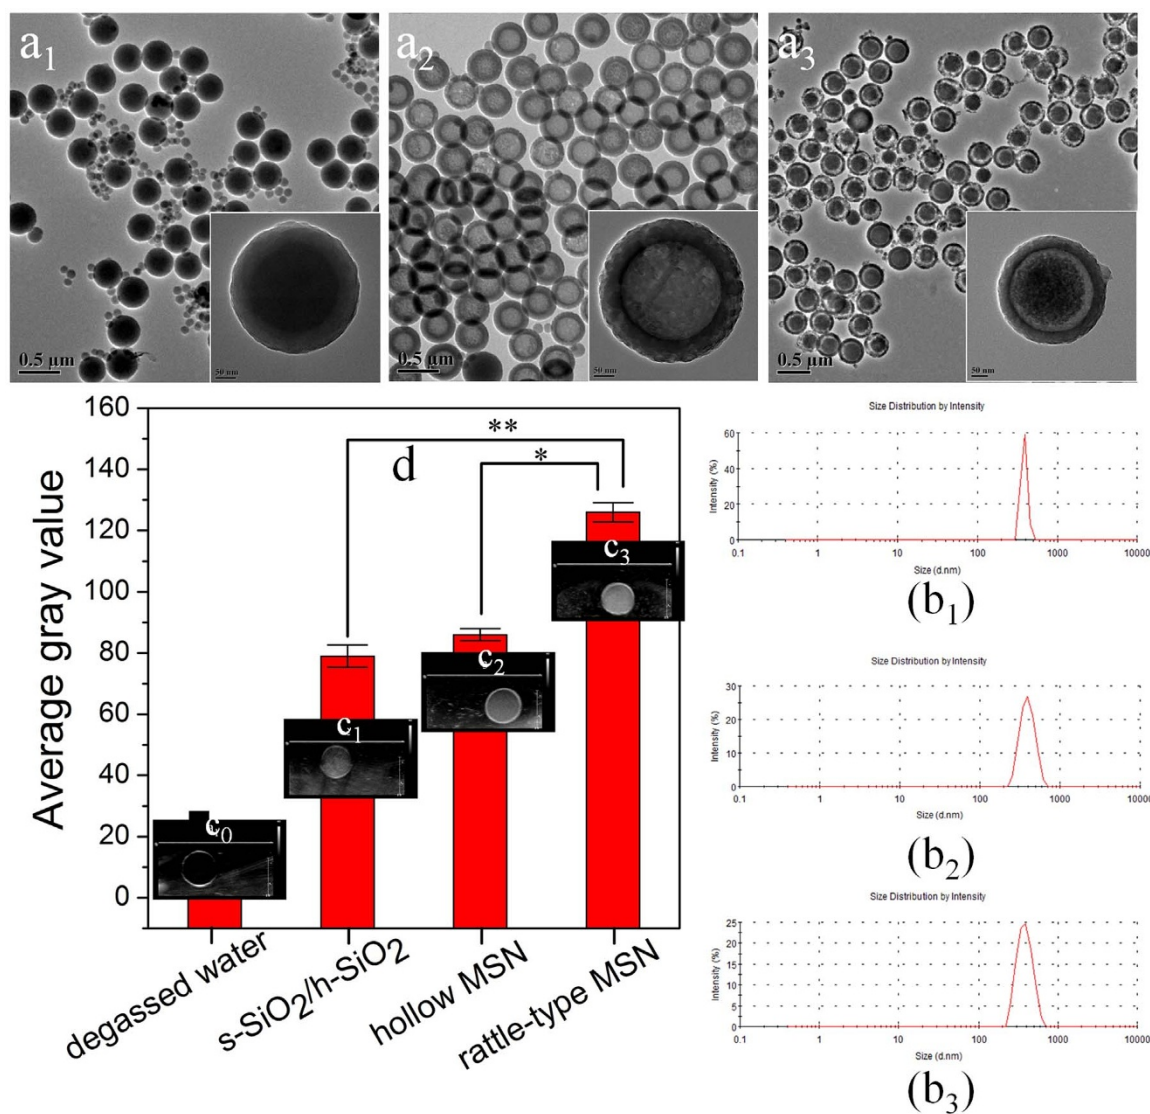 a1
a2
a3
0.5 µm
50 nm
0.5 µm
50 nm
0.5 µm
50 nm
160
140
120
100
80
60
40
20
0
Average gray value
d
**
*
c0
c1
c2
c3
degassed water
s-SiO2/h-SiO2
hollow MSN
rattle-type MSN
Size Distribution by Intensity
Intensity (%)
60
40
20
0
0.1 1 10 100 1000 10000
Size (d.nm)
(b1)
Size Distribution by Intensity
Intensity (%)
30
20
10
0
0.1 1 10 100 1000 10000
Size (d.nm)
(b2)
Size Distribution by Intensity
Intensity (%)
25
20
15
10
5
0
0.1 1 10 100 1000 10000
Size (d.nm)
(b3)